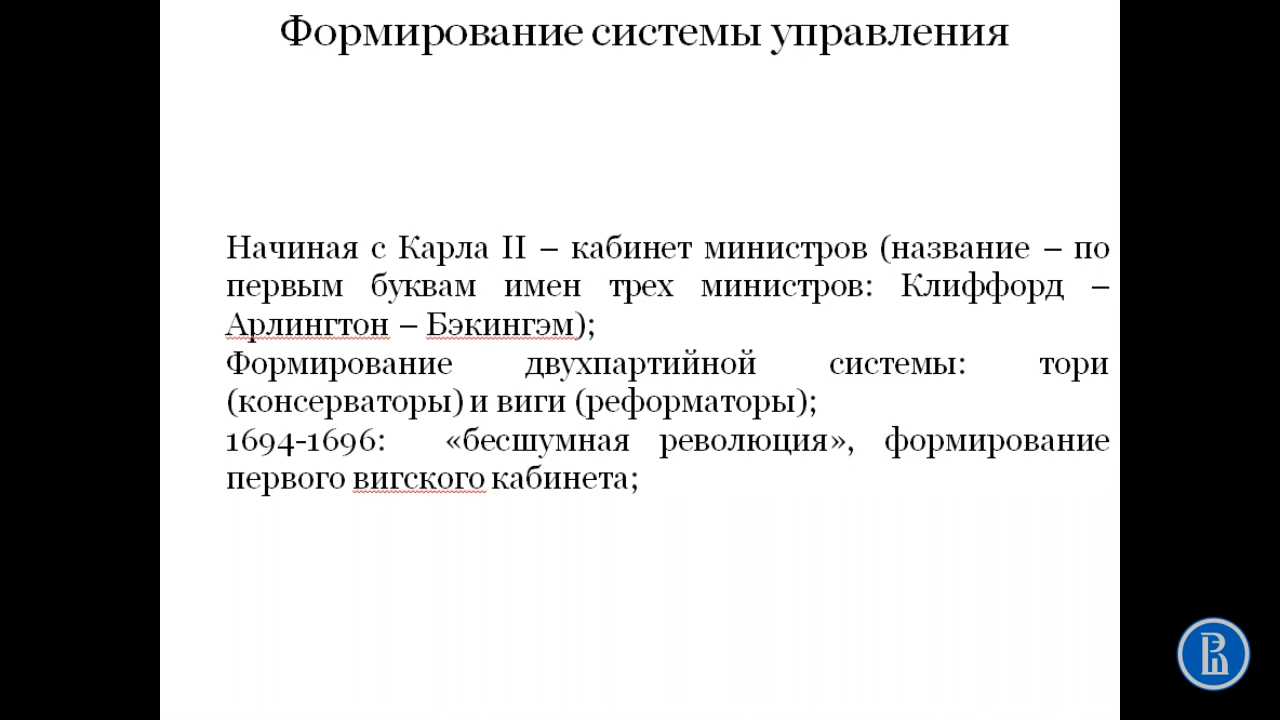 Формирование системы управления
Начиная с Карла II – кабинет министров (название – по
первым буквам имен трех министров: Клиффорд –
Арлингтон – Бэкингэм);
Формирование двухпартийной системы: тори
(консерваторы) и виги (реформаторы);
1694-1696: «бесшумная революция», формирование
первого вигского кабинета;